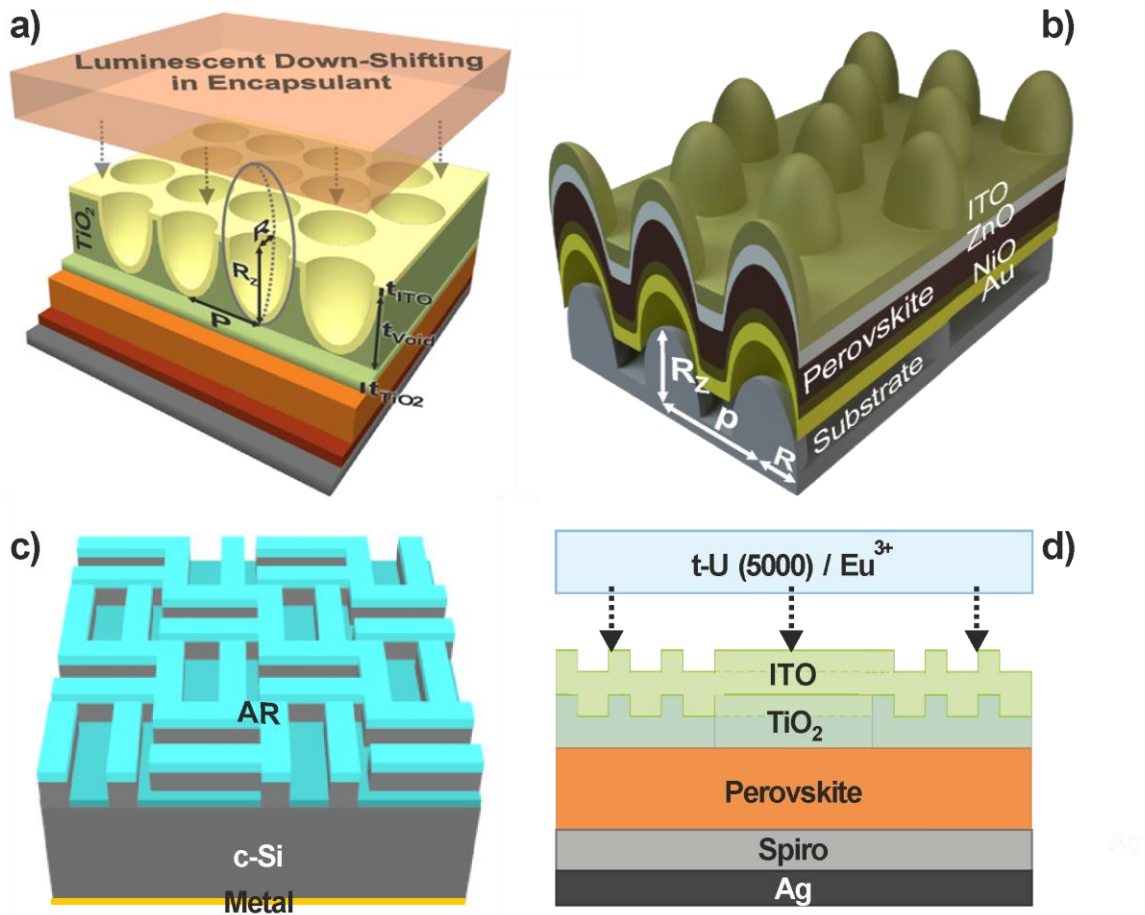 a)
Luminescent Down-Shifting
in Encapsulant
TiO2
R
Rz
P
tITO
tVoid
tTiO2
b)
ITO
ZnO
Perovskite
NiO
Au
Substrate
Rz
p
R
c)
AR
c-Si
Metal
d)
t-U (5000) / Eu3+
ITO
TiO2
Perovskite
Spiro
Ag
Ag